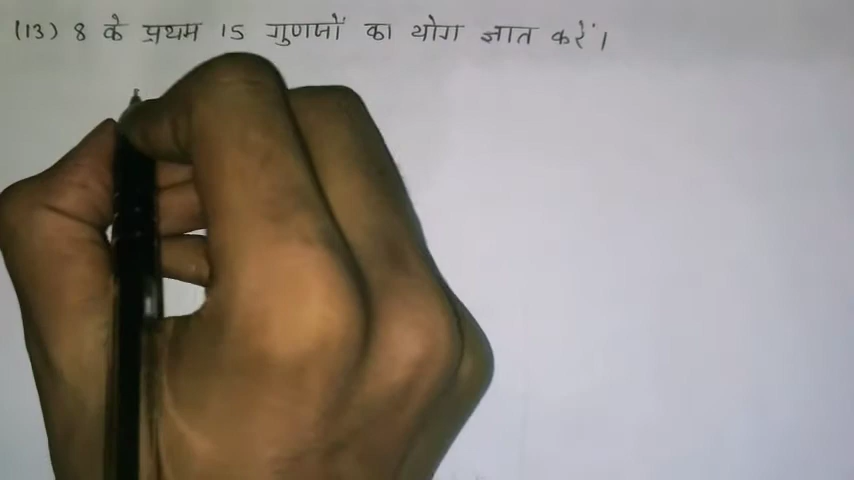 (13) 8 के प्रथम 15 गुणजों का योग ज्ञात करें।